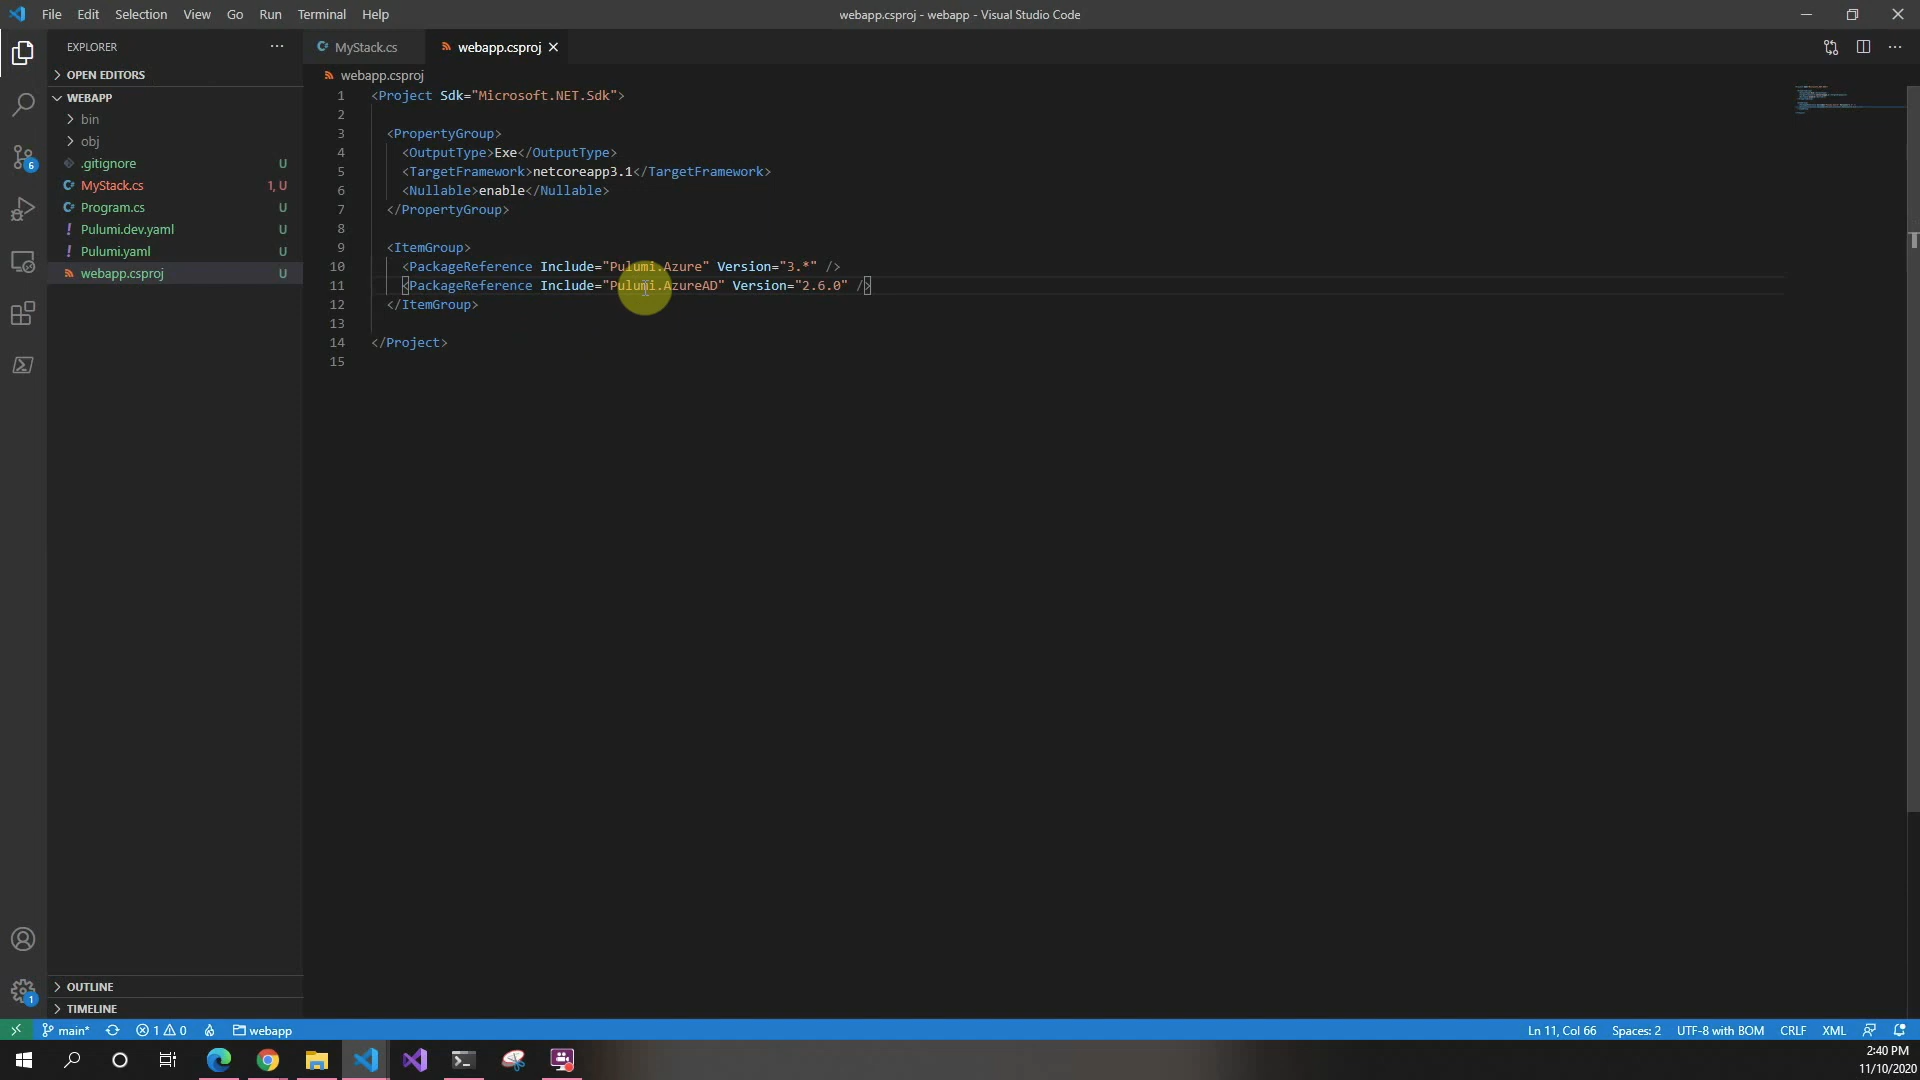 File Edit Selection View Go Run Terminal Help
webapp.csproj - webapp - Visual Studio Code
EXPLORER
MyStack.cs
webapp.csproj
OPEN EDITORS
WEBAPP
bin
obj
.gitignore U
MyStack.cs 1, U
Program.cs U
Pulumi.dev.yaml U
Pulumi.yaml U
webapp.csproj U
OUTLINE
TIMELINE
6
1
webapp.csproj
1 <Project Sdk="Microsoft.NET.Sdk">
2
3 <PropertyGroup>
4 <OutputType>Exe</OutputType>
5 <TargetFramework>netcoreapp3.1</TargetFramework>
6 <Nullable>enable</Nullable>
7 </PropertyGroup>
8
9 <ItemGroup>
10 <PackageReference Include="Pulumi.Azure" Version="3.*" />
11 <PackageReference Include="Pulumi.AzureAD" Version="2.6.0" />
12 </ItemGroup>
13
14 </Project>
15
main* 1 0 webapp
Ln 11, Col 66 Spaces: 2 UTF-8 with BOM CRLF XML
2:40 PM
11/10/2020